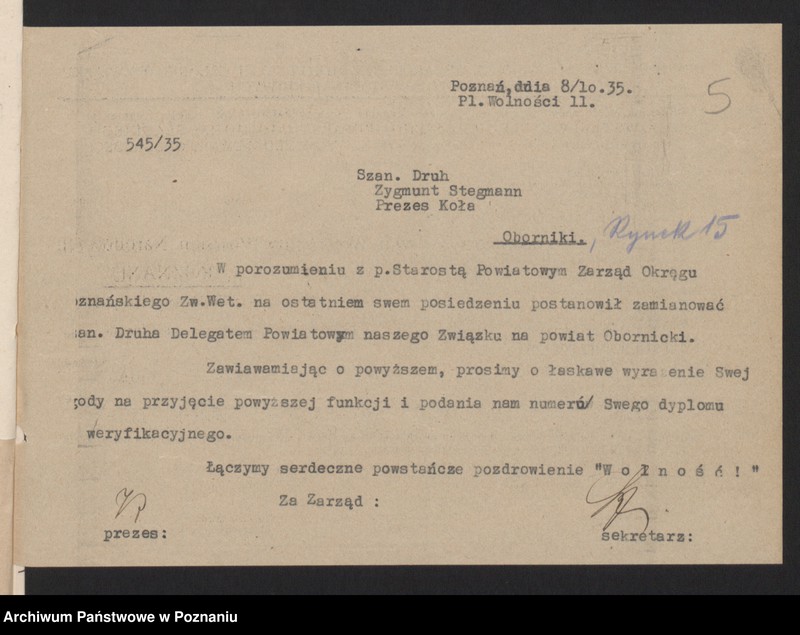 Poznań, dnia 8/10.35.
Pl.Wolności 11.
5
545/35
Szan. Druh
Zygmunt Stegmann
Prezes Koła
Oborniki., Rynek 15
W porozumieniu z p.Starostą Powiatowym Zarząd Okręgu
oznańskiego Zw.Wet. na ostatniem swem posiedzeniu postanowił zamianować
an. Druha Delegatem Powiatowym naszego Związku na powiat Obornicki.
Zawiawamiając o powyższem, prosimy o łaskawe wyrażenie Swej
gody na przyjęcie powyższej funkcji i podania nam numeru/ Swego dyplomu
weryfikacyjnego.
Łączymy serdeczne powstańcze pozdrowienie "W o l n o ś ć ! "
Za Zarząd :
prezes:
sekretarz:
Archiwum Państwowe w Poznaniu